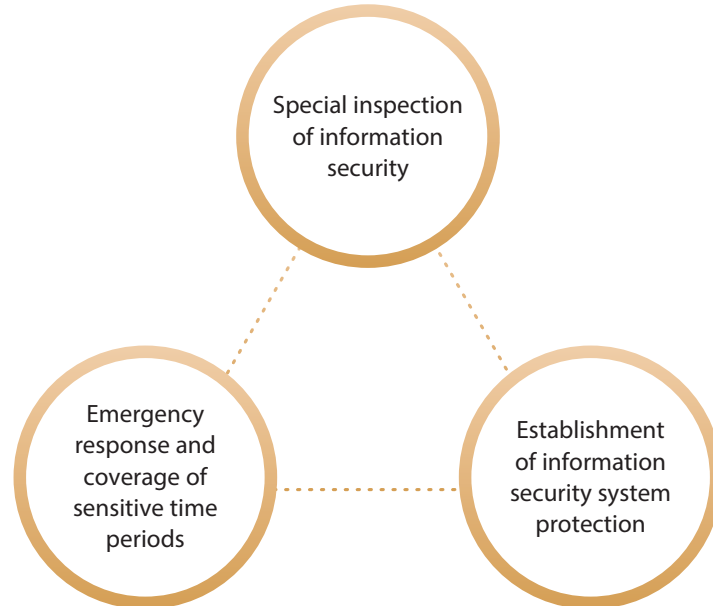 Special inspection
of information
security
Emergency
response and
coverage of
sensitive time
periods
Establishment
of information
security system
protection